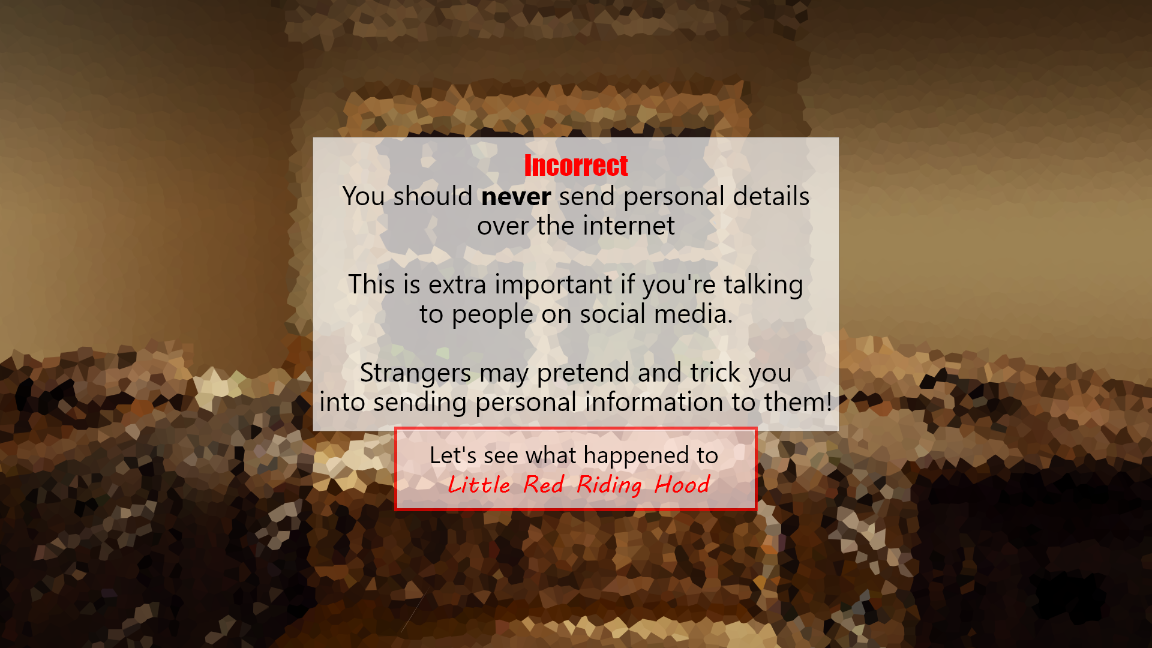 Incorrect
You should never send personal details
over the internet
This is extra important if you're talking
to people on social media.
Strangers may pretend and trick you
into sending personal information to them!
Let's see what happened to
Little Red Riding Hood